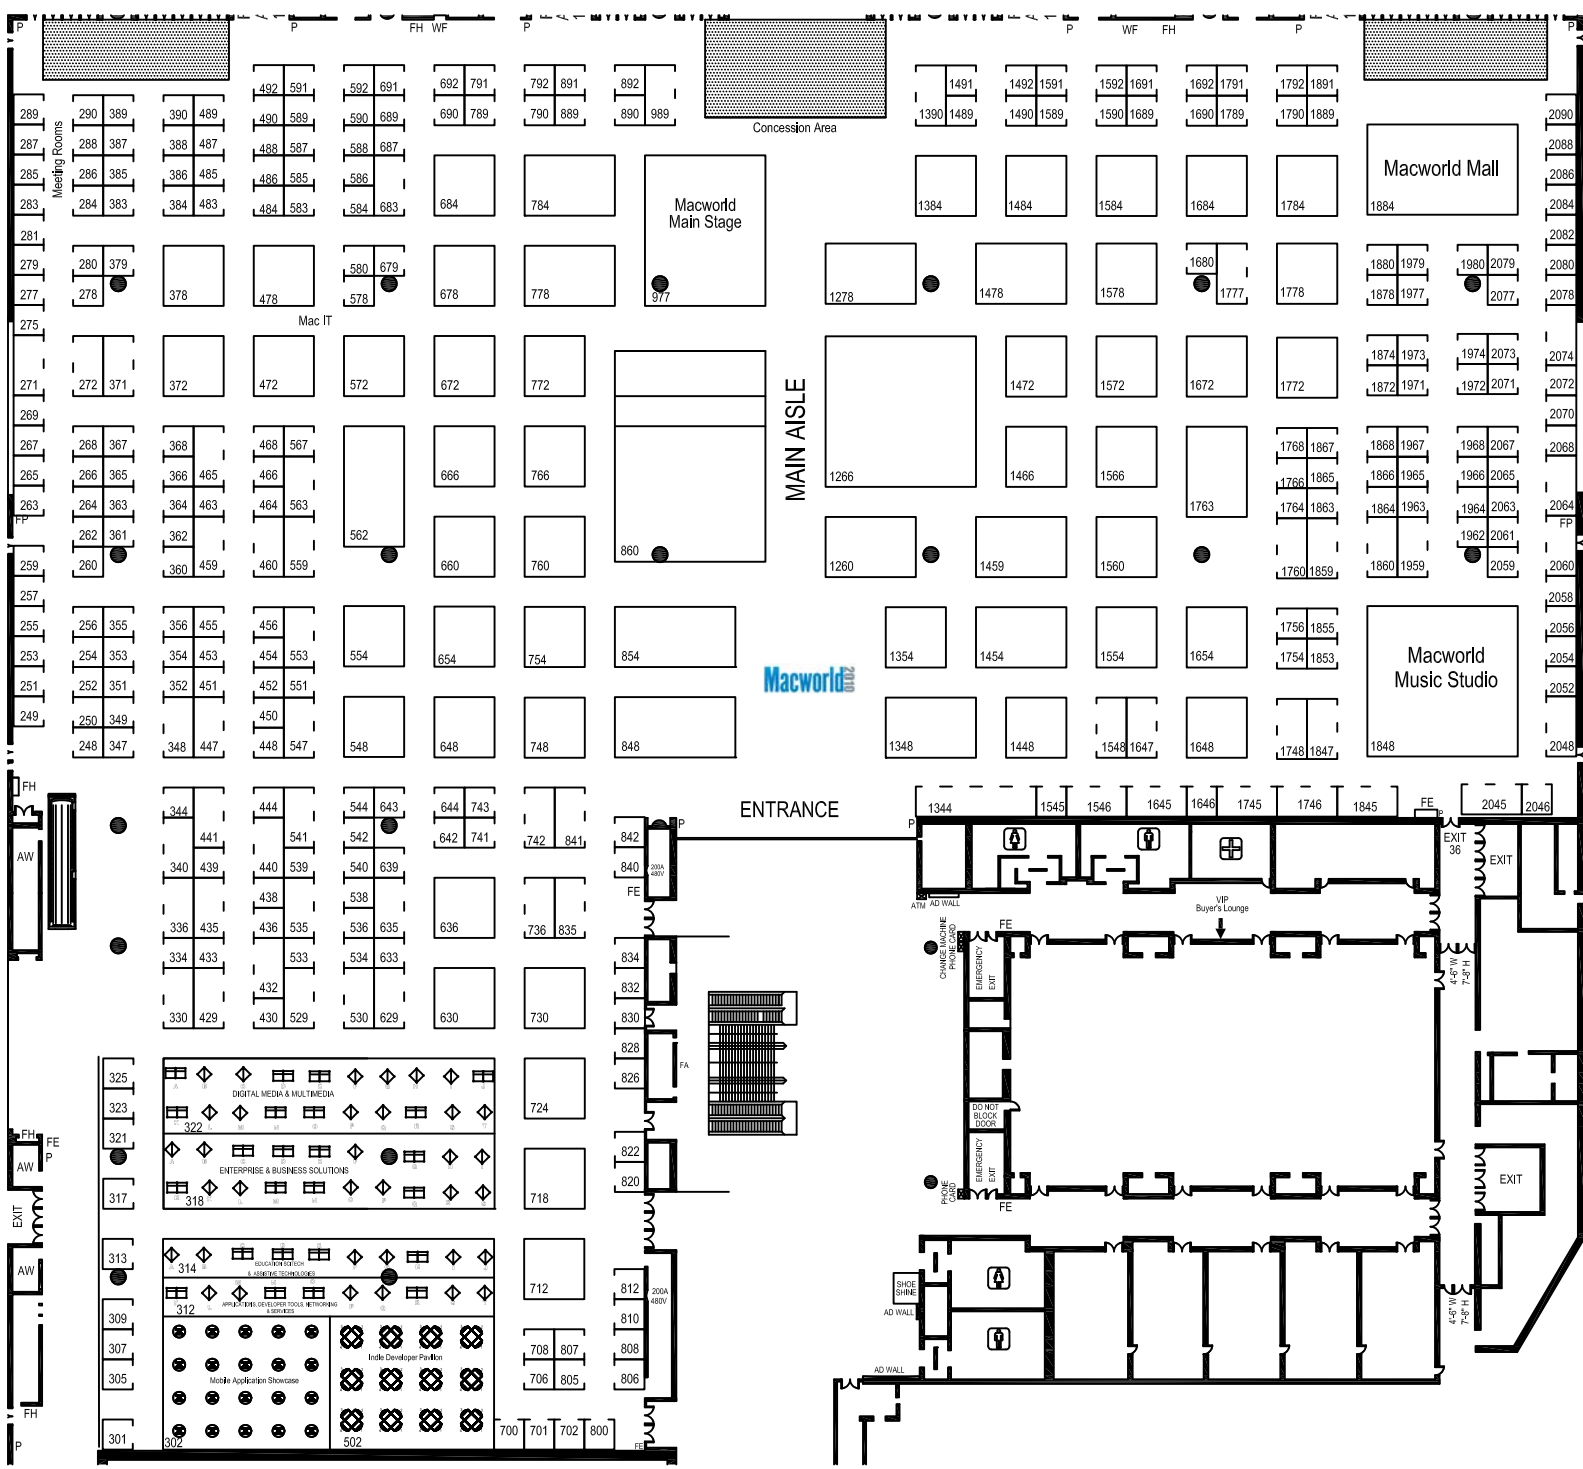 P P FH WF P P WF FH P P
492 591 592 691 692 791 792 891 892 1491 1492 1591 1592 1691 1692 1791 1792 1891
289 290 389 390 489 490 589 590 689 690 789 790 889 890 989 1390 1489 1490 1589 1590 1689 1690 1789 1790 1889 2090
Concession Area
Meeting Rooms
287 288 387 388 487 488 587 588 687 2088
Macworld Mall
285 286 385 386 485 486 585 586 2086
283 284 383 384 483 484 583 584 683 684 784 1384 1484 1584 1684 1784 1884 2084
Macworld
Main Stage
281 2082
279 280 379 580 679 1680 1880 1979 1980 2079 2080
277 278 378 478 578 678 778 977 1278 1478 1578 1777 1778 1878 1977 2077 2078
Mac IT
275
1874 1973 1974 2073 2074
271 272 371 372 472 572 672 772 1472 1572 1672 1772 1872 1971 1972 2071 2072
MAIN AISLE
269 2070
267 268 367 368 468 567 1768 1867 1868 1967 1968 2067 2068
265 266 365 366 465 466 666 766 1266 1466 1566 1766 1865 1866 1965 1966 2065
263 264 363 364 463 464 563 1763 1764 1863 1864 1963 1964 2063 2064
FP FP
262 361 362 562 1962 2061
860
259 260 360 459 460 559 660 760 1260 1459 1560 1760 1859 1860 1959 2059 2060
257 2058
255 256 355 356 455 456 1756 1855 2056
253 254 353 354 453 454 553 554 654 754 854 1354 1454 1554 1654 1754 1853 2054
Macworld
Music Studio
Macworld 2010
251 252 351 352 451 452 551 2052
249 250 349 450
248 347 348 447 448 547 548 648 748 848 1348 1448 1548 1647 1648 1748 1847 1848 2048
FH
344 444 544 643 644 743 ENTRANCE 1344 1545 1546 1645 1646 1745 1746 1845 FE 2045 2046
P P P
441 541 542 642 741 742 841 842
EXIT
36
EXIT
AW
340 439 440 539 540 639 840
200A
480V
FE
438 538
ATM AD WALL
VIP
Buyer's Lounge
336 435 436 535 536 635 636 736 835
FE
CHANGE MACHINE
PHONE CARD
EMERGENCY
EXIT
4'-6" W
7'-8" H
334 433 533 534 633 834
432 832
330 429 430 529 530 629 630 730 830
828
FA
325 826
DIGITAL MEDIA & MULTIMEDIA
323 724
322
DO NOT
BLOCK
DOOR
FH FE
P
321 822
AW
ENTERPRISE & BUSINESS SOLUTIONS
820
EMERGENCY
EXIT
EXIT
317 318 718
PHONE
CARD
FE
EXIT
313 314
EDUCATION SCITECH
& ASSISTIVE TECHNOLOGIES
AW
712 812
200A
480V
SHOE
SHINE
4'-6" W
7'-8" H
312
APPLICATIONS, DEVELOPER TOOLS, NETWORKING
& SERVICES
AD WALL
309 810
307 708 807 808
Indie Developer Pavilion
AD WALL
305 706 805 806
Mobile Application Showcase
FH
P
301 302 502 700 701 702 800
FE